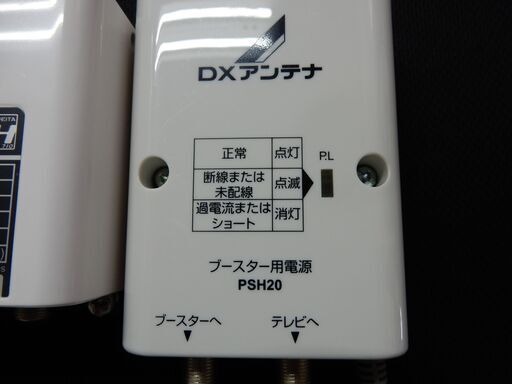 DXアンテナ
正常 点灯
断線または
未配線 点滅
過電流または
ショート 消灯
P.L
ブースター用電源
PSH20
ブースターへ テレビへ
H